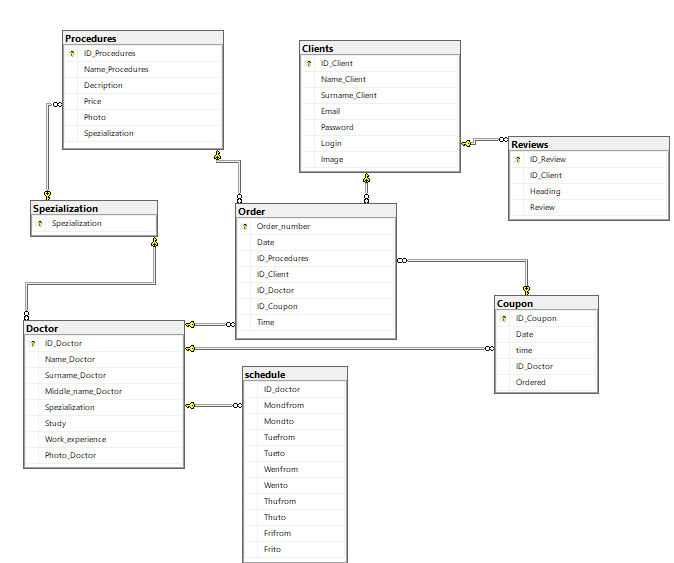 Procedures
ID_Procedures
Name_Procedures
Decription
Price
Photo
Spezialization
Clients
ID_Client
Name_Client
Surname_Client
Email
Password
Login
Image
Reviews
ID_Review
ID_Client
Heading
Review
Spezialization
Spezialization
Order
Order_number
Date
ID_Procedures
ID_Client
ID_Doctor
ID_Coupon
Time
Coupon
ID_Coupon
Date
time
ID_Doctor
Ordered
Doctor
ID_Doctor
Name_Doctor
Surname_Doctor
Middle_name_Doctor
Spezialization
Study
Work_experience
Photo_Doctor
schedule
ID_doctor
Mondfrom
Mondto
Tuefrom
Tueto
Wenfrom
Wento
Thufrom
Thuto
Frifrom
Frito